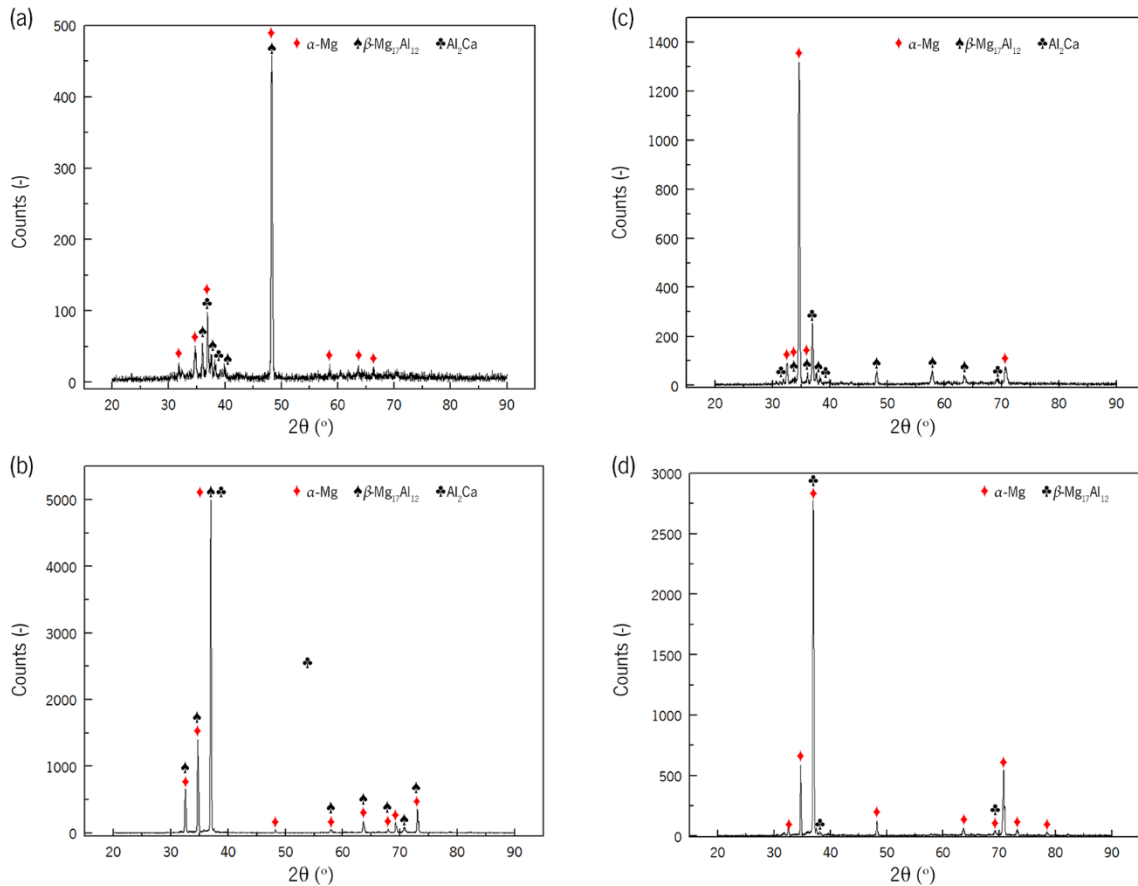 (a)
500
400
300
200
100
0
Counts (-)
♦ α-Mg ♠ β-Mg₁₇Al₁₂ ♣ Al₂Ca
20 30 40 50 60 70 80 90
2θ (°)
(b)
5000
4000
3000
2000
1000
0
Counts (-)
♦ α-Mg ♠ β-Mg₁₇Al₁₂ ♣ Al₂Ca
20 30 40 50 60 70 80 90
2θ (°)
(c)
1400
1200
1000
800
600
400
200
0
Counts (-)
♦ α-Mg ♠ β-Mg₁₇Al₁₂ ♣ Al₂Ca
20 30 40 50 60 70 80 90
2θ (°)
(d)
3000
2500
2000
1500
1000
500
0
Counts (-)
♦ α-Mg ♣ β-Mg₁₇Al₁₂
20 30 40 50 60 70 80 90
2θ (°)